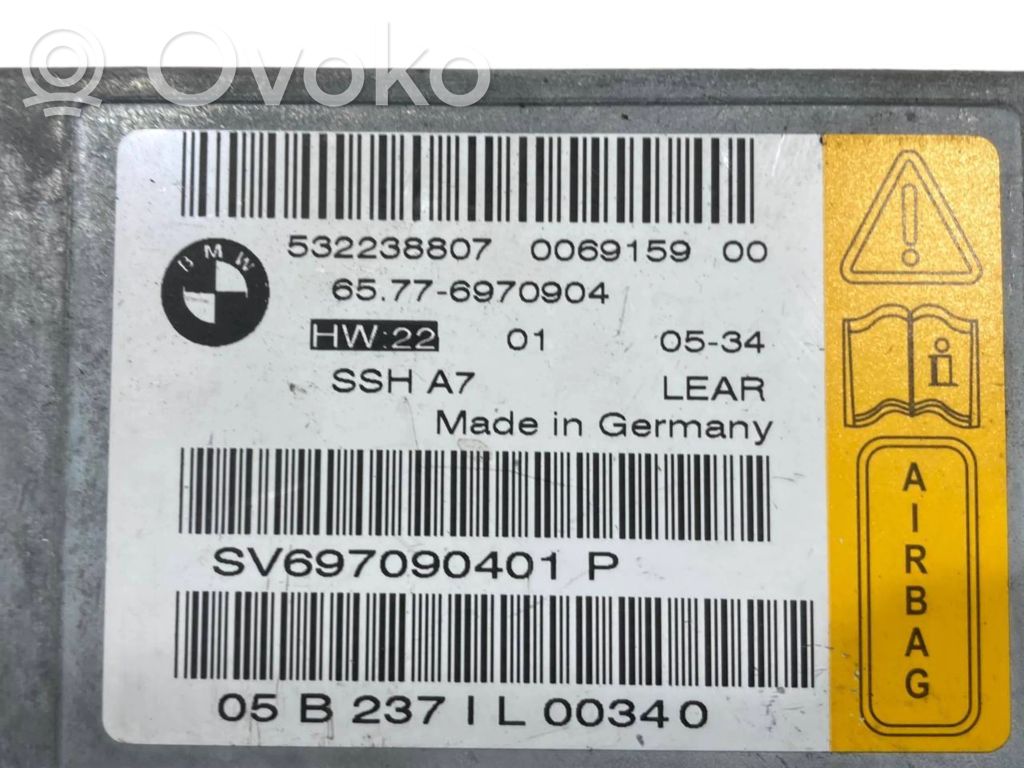 Ovoko
BMW
532238807 0069159 00
65.77-6970904
HW:22 01 05-34
SSH A7 LEAR
Made in Germany
SV697090401 P
05 B 237 I L 00340
i
AIRBAG